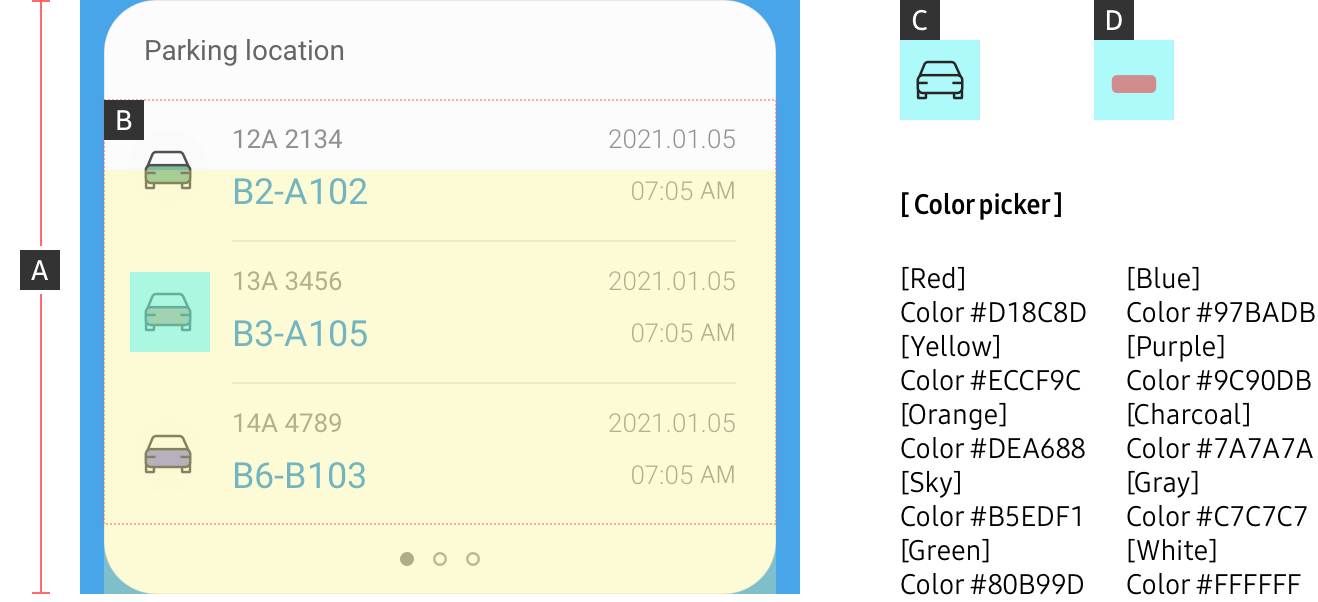 A
Parking location
B
12A 2134 2021.01.05
B2-A102 07:05 AM
13A 3456 2021.01.05
B3-A105 07:05 AM
14A 4789 2021.01.05
B6-B103 07:05 AM
C
D
[ Color picker ]
[Red]
Color #D18C8D
[Yellow]
Color #ECCF9C
[Orange]
Color #DEA688
[Sky]
Color #B5EDF1
[Green]
Color #80B99D
[Blue]
Color #97BADB
[Purple]
Color #9C90DB
[Charcoal]
Color #7A7A7A
[Gray]
Color #C7C7C7
[White]
Color #FFFFFF